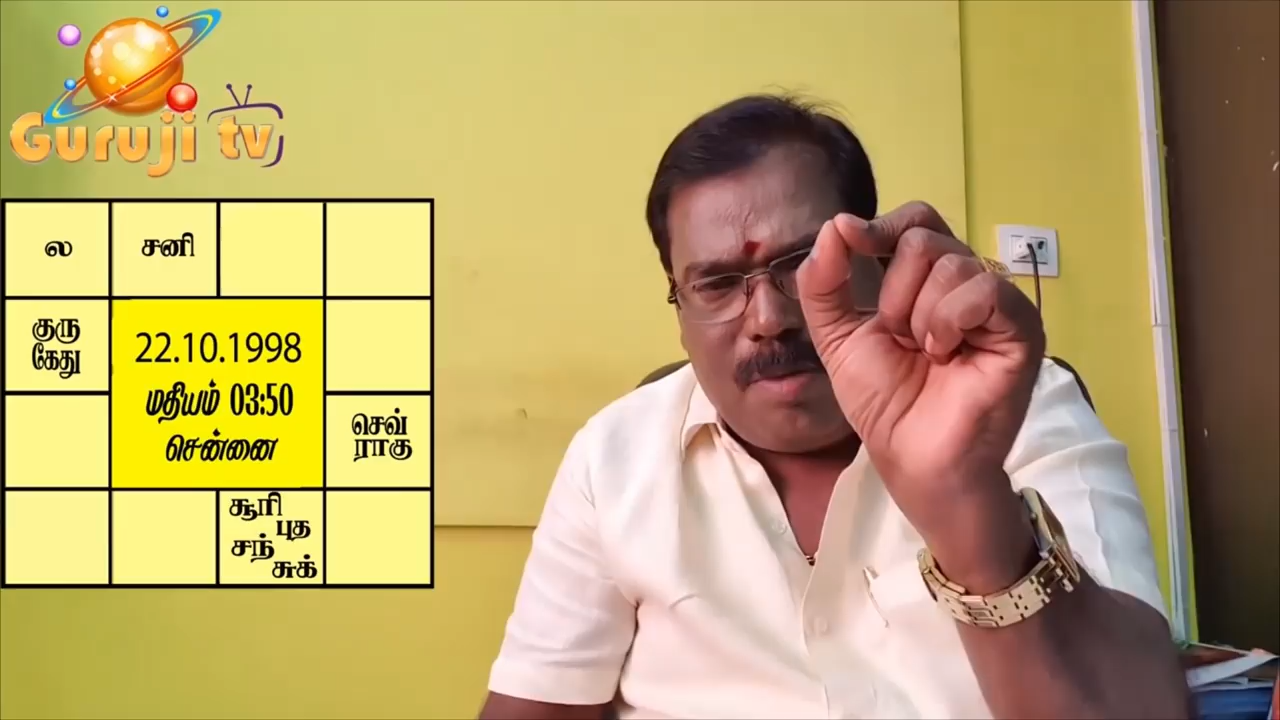 Guruji tv
ல
சனி
குரு
கேது
22.10.1998
மதியம் 03:50
சென்னை
செவ்
ராகு
சூரி
புத
சந்
சுக்